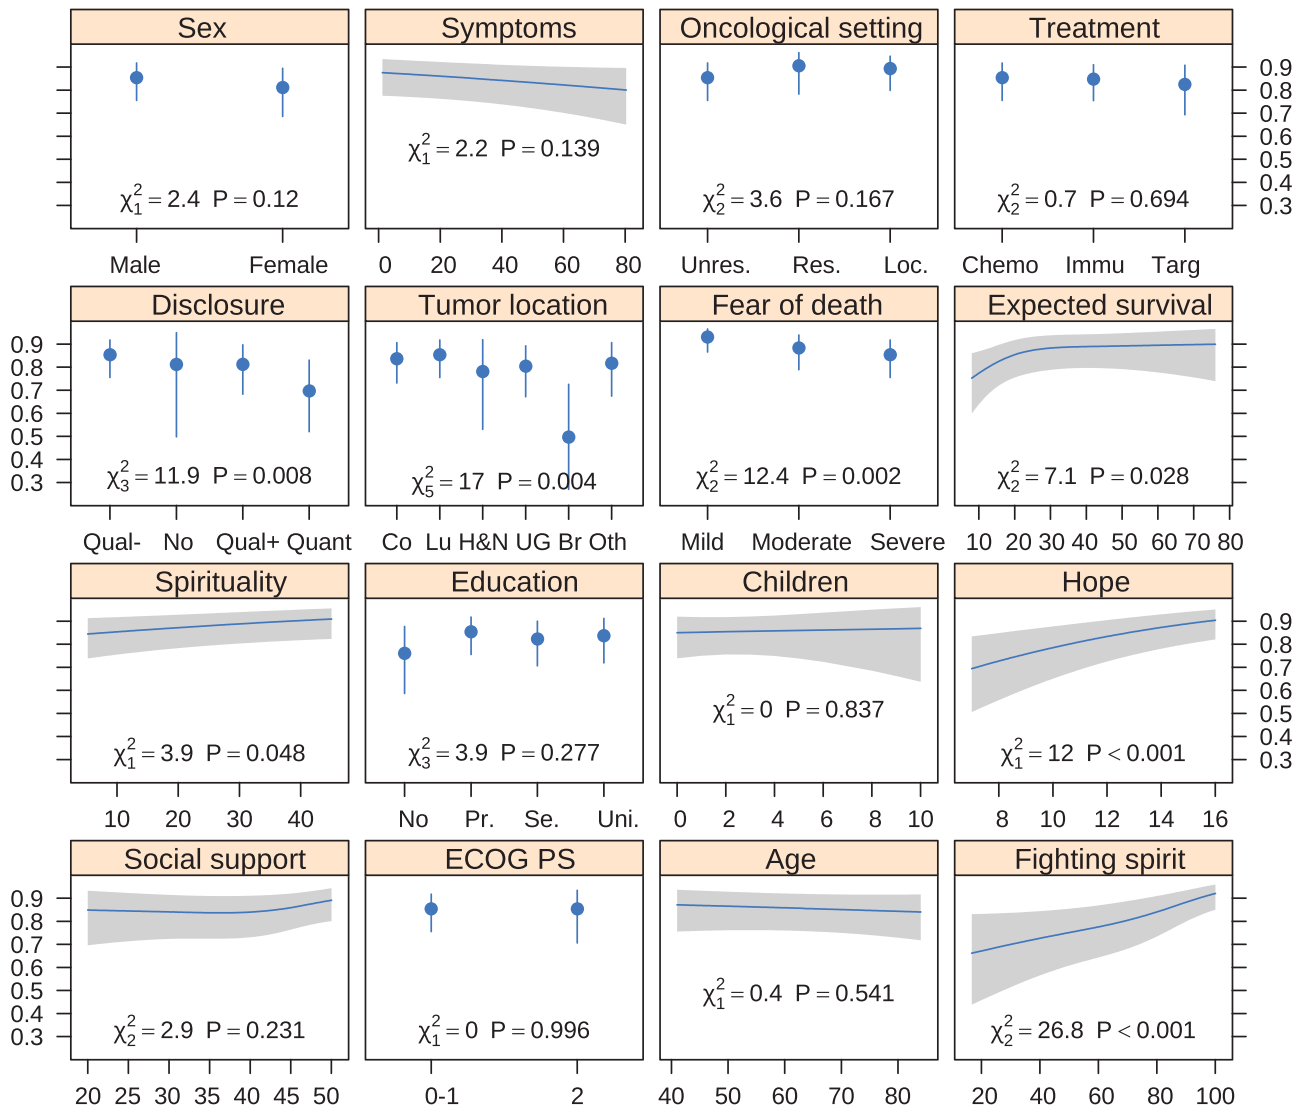 Sex Symptoms Oncological setting Treatment
0.9
0.8
0.7
0.6
0.5
0.4
0.3
χ²₁ = 2.4 P = 0.12
χ²₁ = 2.2 P = 0.139
χ²₂ = 3.6 P = 0.167
χ²₂ = 0.7 P = 0.694
Male Female 0 20 40 60 80 Unres. Res. Loc. Chemo Immu Targ
Disclosure Tumor location Fear of death Expected survival
0.9
0.8
0.7
0.6
0.5
0.4
0.3
χ²₃ = 11.9 P = 0.008
χ²₅ = 17 P = 0.004
χ²₂ = 12.4 P = 0.002
χ²₂ = 7.1 P = 0.028
Qual- No Qual+ Quant Co Lu H&N UG Br Oth Mild Moderate Severe 10 20 30 40 50 60 70 80
Spirituality Education Children Hope
0.9
0.8
0.7
0.6
0.5
0.4
0.3
χ²₁ = 3.9 P = 0.048
χ²₃ = 3.9 P = 0.277
χ²₁ = 0 P = 0.837
χ²₁ = 12 P < 0.001
10 20 30 40 No Pr. Se. Uni. 0 2 4 6 8 10 8 10 12 14 16
Social support ECOG PS Age Fighting spirit
0.9
0.8
0.7
0.6
0.5
0.4
0.3
χ²₂ = 2.9 P = 0.231
χ²₁ = 0 P = 0.996
χ²₁ = 0.4 P = 0.541
χ²₂ = 26.8 P < 0.001
20 25 30 35 40 45 50 0-1 2 40 50 60 70 80 20 40 60 80 100